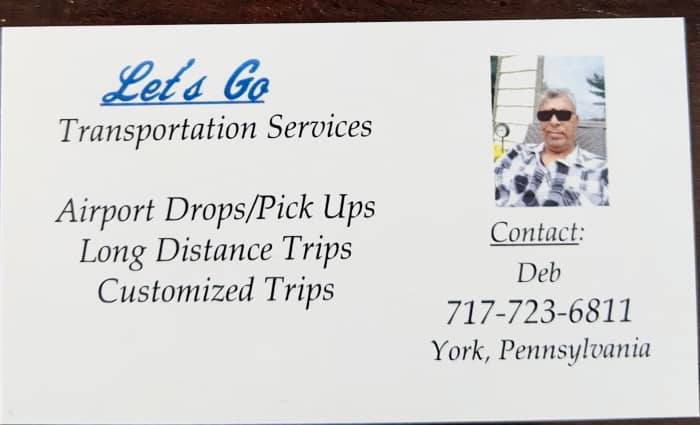 Let's Go
Transportation Services
Airport Drops/Pick Ups
Long Distance Trips
Customized Trips
Contact:
Deb
717-723-6811
York, Pennsylvania